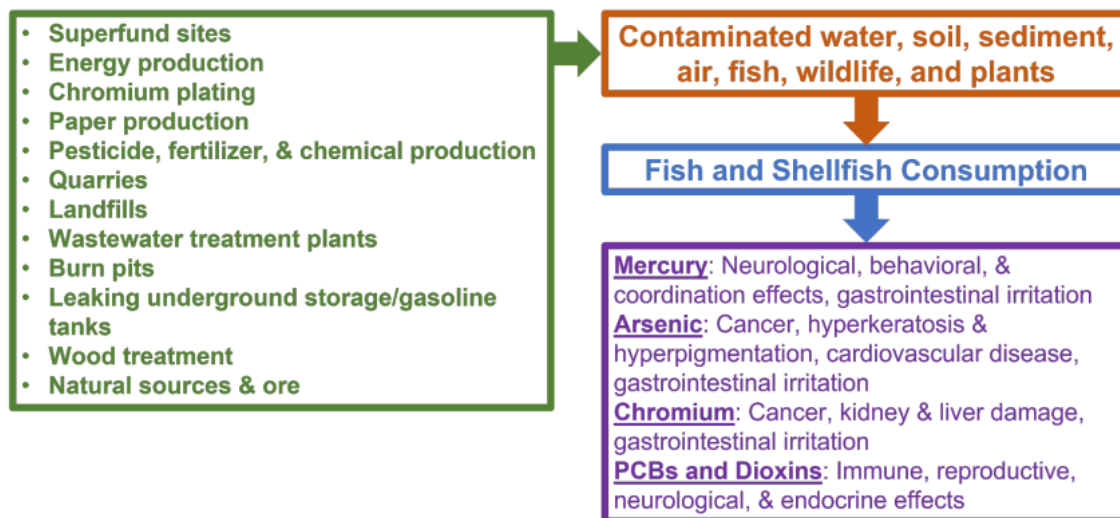 • Superfund sites
• Energy production
• Chromium plating
• Paper production
• Pesticide, fertilizer, & chemical production
• Quarries
• Landfills
• Wastewater treatment plants
• Burn pits
• Leaking underground storage/gasoline
tanks
• Wood treatment
• Natural sources & ore
Contaminated water, soil, sediment,
air, fish, wildlife, and plants
Fish and Shellfish Consumption
Mercury: Neurological, behavioral, &
coordination effects, gastrointestinal irritation
Arsenic: Cancer, hyperkeratosis &
hyperpigmentation, cardiovascular disease,
gastrointestinal irritation
Chromium: Cancer, kidney & liver damage,
gastrointestinal irritation
PCBs and Dioxins: Immune, reproductive,
neurological, & endocrine effects